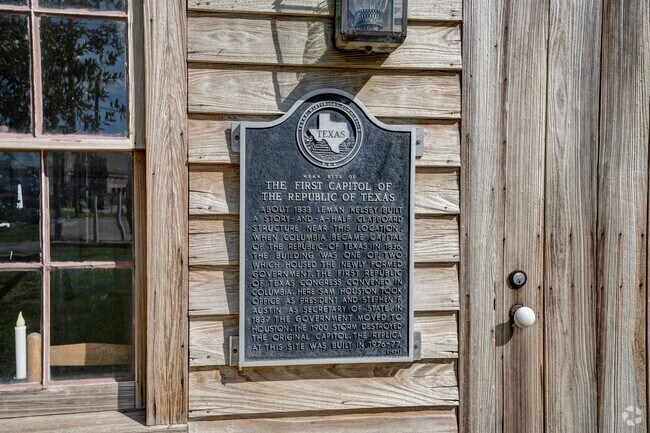 TEXAS
NEAR SITE OF
THE FIRST CAPITOL OF
THE REPUBLIC OF TEXAS
ABOUT 1833 LEMAN KELSEY BUILT
A STORY-AND-A-HALF CLAPBOARD
STRUCTURE NEAR THIS LOCATION.
WHEN COLUMBIA BECAME CAPITAL
OF THE REPUBLIC OF TEXAS IN 1836,
THE BUILDING WAS ONE OF TWO
WHICH HOUSED THE NEWLY FORMED
GOVERNMENT. THE FIRST REPUBLIC
OF TEXAS CONGRESS CONVENED IN
COLUMBIA. HERE SAM HOUSTON TOOK
OFFICE AS PRESIDENT AND STEPHEN F.
AUSTIN AS SECRETARY OF STATE. IN
1837 THE GOVERNMENT MOVED TO
HOUSTON. THE 1900 STORM DESTROYED
THE ORIGINAL CAPITOL. THE REPLICA
AT THIS SITE WAS BUILT IN 1976-77.